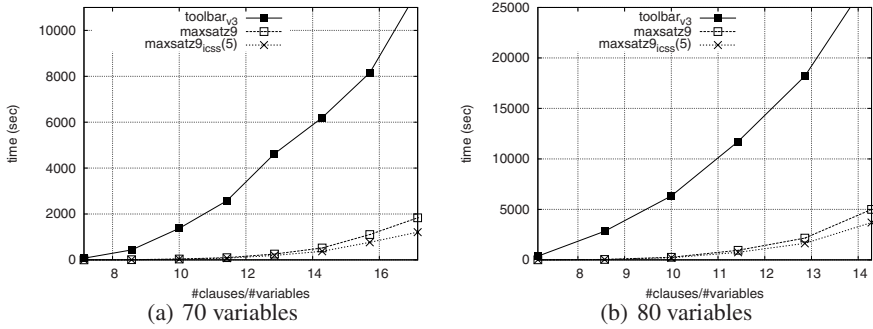 toolbar_v3
maxsatz9
maxsatz9_icss(5)
10000
8000
6000
4000
2000
0
time (sec)
8 10 12 14 16
#clauses/#variables
(a) 70 variables
toolbar_v3
maxsatz9
maxsatz9_icss(5)
25000
20000
15000
10000
5000
0
time (sec)
8 9 10 11 12 13 14
#clauses/#variables
(b) 80 variables